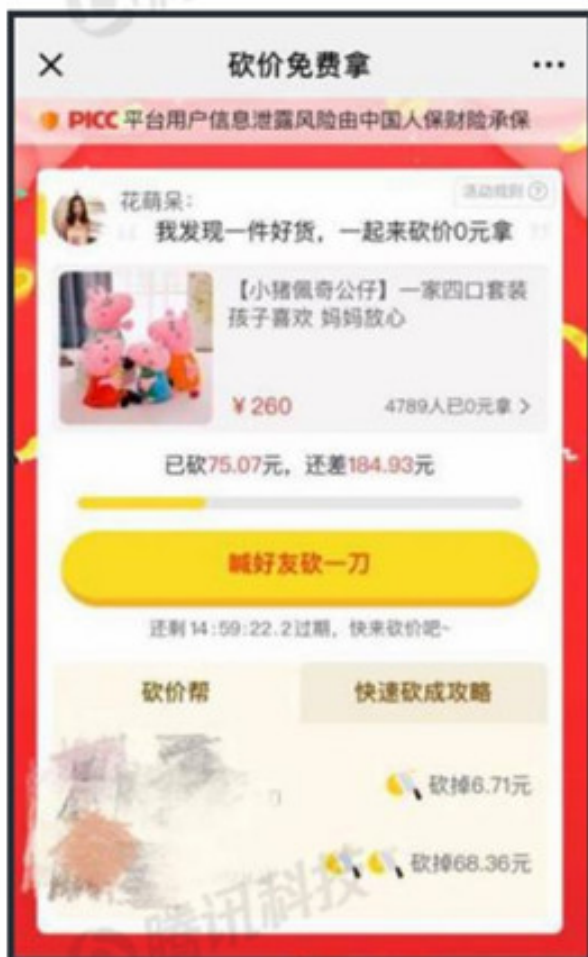 砍价免费拿
PICC 平台用户信息泄露风险由中国人保财险承保
活动规则 ?
花萌呆:
我发现一件好货，一起来砍价0元拿
【小猪佩奇公仔】一家四口套装
孩子喜欢 妈妈放心
¥260
4789人已0元拿 >
已砍75.07元，还差184.93元
喊好友砍一刀
还剩 14:59:22.2过期，快来砍价吧~
砍价帮
快速砍成攻略
砍掉6.71元
砍掉68.36元
腾讯科技